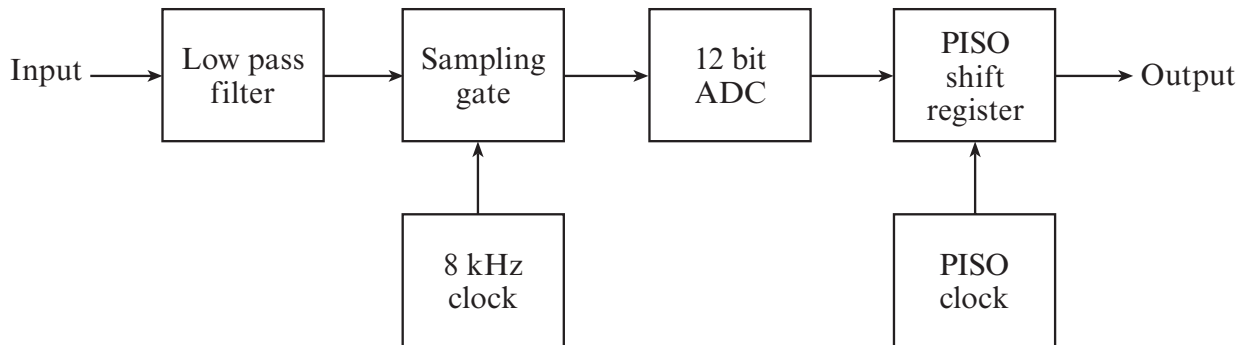 Input
Low pass
filter
Sampling
gate
12 bit
ADC
PISO
shift
register
Output
8 kHz
clock
PISO
clock